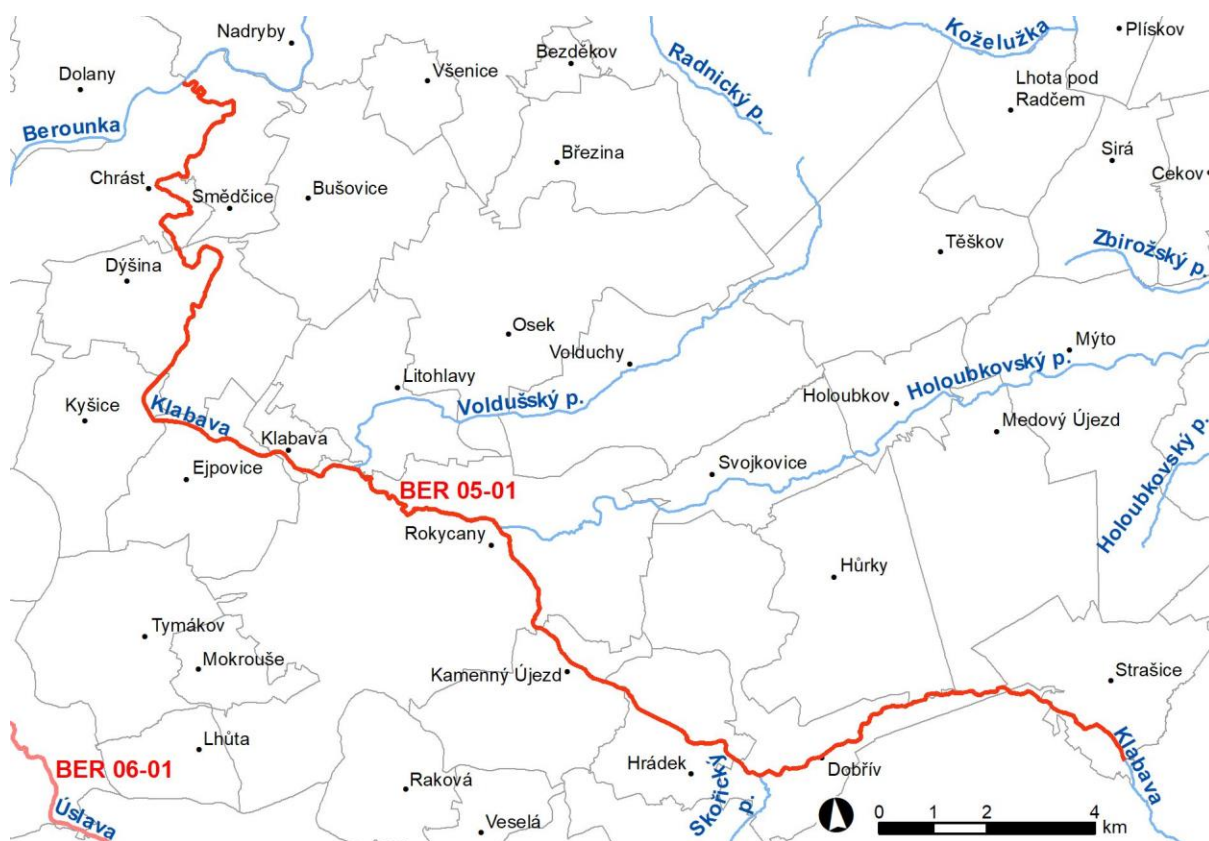 Nadryby
Koželužka
Plískov
Bezděkov
Všenice
Radnický p.
Dolany
Lhota pod
Radčem
Berounka
Březina
Sirá
Cekov
Chrást
Smědčice
Bušovice
Těškov
Zbirožský p.
Dýšina
Osek
Volduchy
Mýto
Litohlavy
Holoubkovský p.
Voldušský p.
Holoubkov
Kyšice
Klabava
Medový Újezd
Klabava
Ejpovice
Svojkovice
BER 05-01
Holoubkovský p.
Rokycany
Hůrky
Tymákov
Mokrouše
Kamenný Újezd
Strašice
Lhůta
BER 06-01
Hrádek
Skořický
p.
Dobřív
Klabava
Raková
Úslava
Veselá
0 1 2 4
km